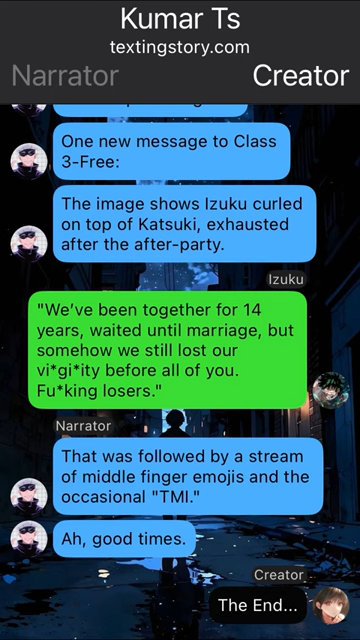 Kumar Ts
textingstory.com
Narrator Creator
One new message to Class
3-Free:
The image shows Izuku curled
on top of Katsuki, exhausted
after the after-party.
Izuku
"We've been together for 14
years, waited until marriage, but
somehow we still lost our
vi*gi*ity before all of you.
Fu*king losers."
Narrator
That was followed by a stream
of middle finger emojis and the
occasional "TMI."
Ah, good times.
Creator
The End...